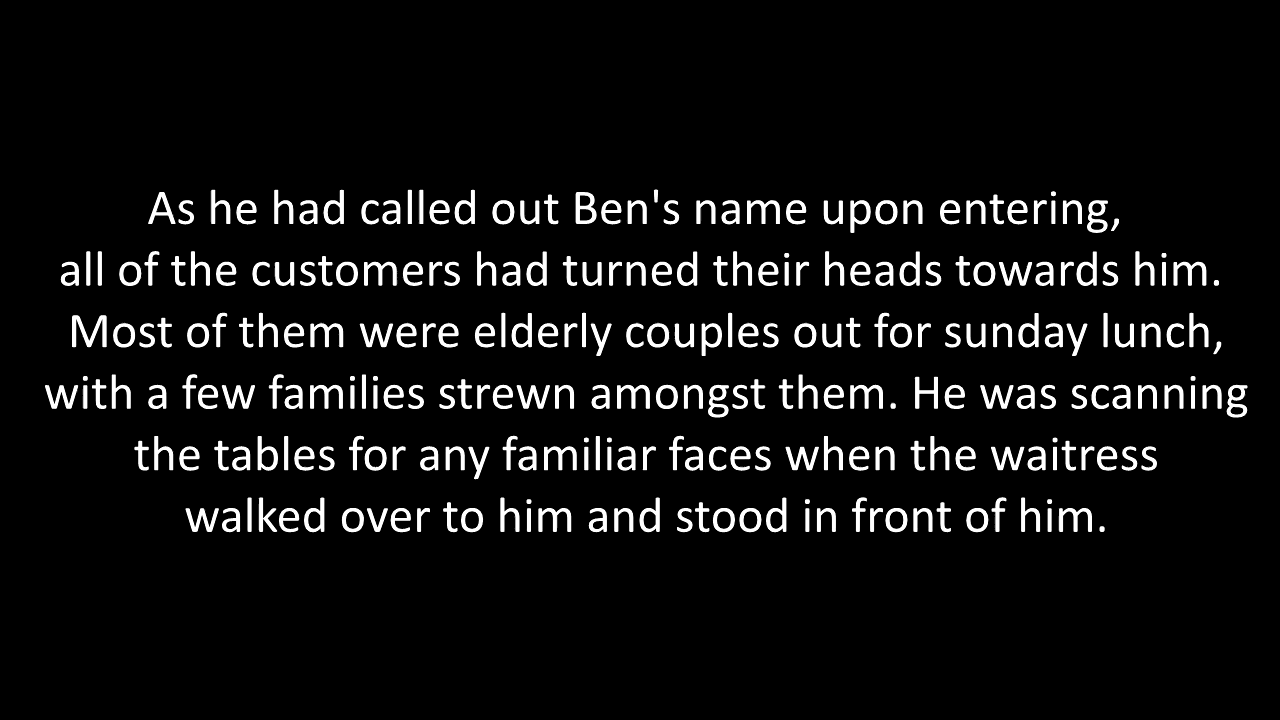 As he had called out Ben's name upon entering,
all of the customers had turned their heads towards him.
Most of them were elderly couples out for sunday lunch,
with a few families strewn amongst them. He was scanning
the tables for any familiar faces when the waitress
walked over to him and stood in front of him.